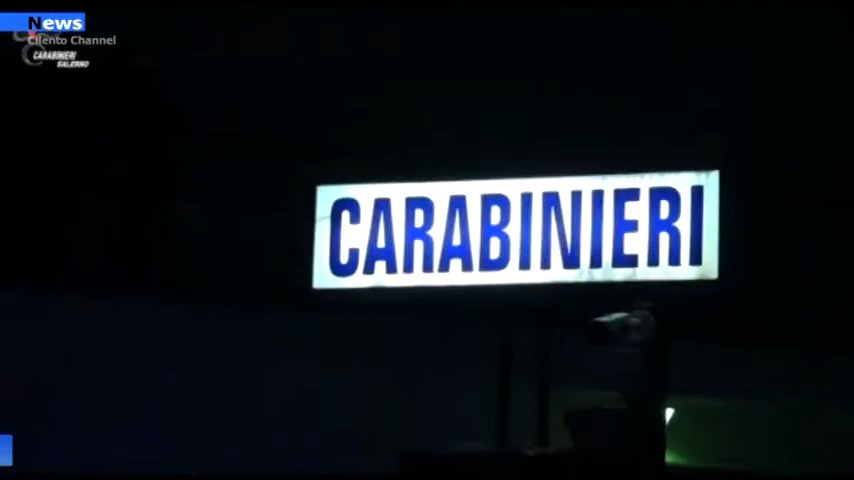 News
Cilento Channel
CARABINIERI
SALERNO
CARABINIERI